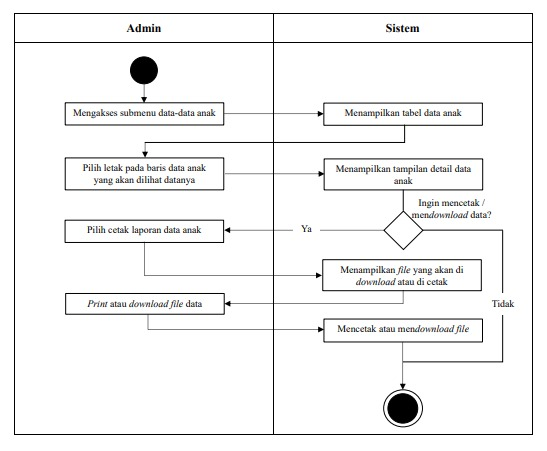 Admin
Sistem
Mengakses submenu data-data anak
Menampilkan tabel data anak
Pilih letak pada baris data anak
yang akan dilihat datanya
Menampilkan tampilan detail data
anak
Ingin mencetak /
mendownload data?
Pilih cetak laporan data anak
Ya
Menampilkan file yang akan di
download atau di cetak
Print atau download file data
Tidak
Mencetak atau mendownload file